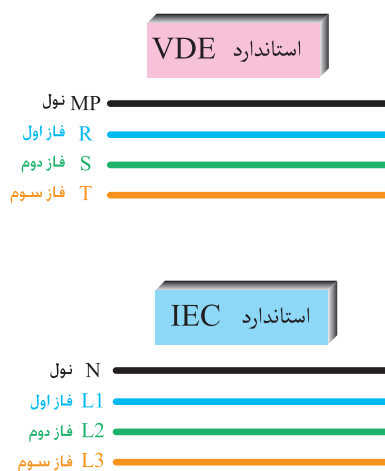 استاندارد VDE
نول MP
فاز اول R
فاز دوم S
فاز سوم T
استاندارد IEC
نول N
فاز اول L1
فاز دوم L2
فاز سوم L3